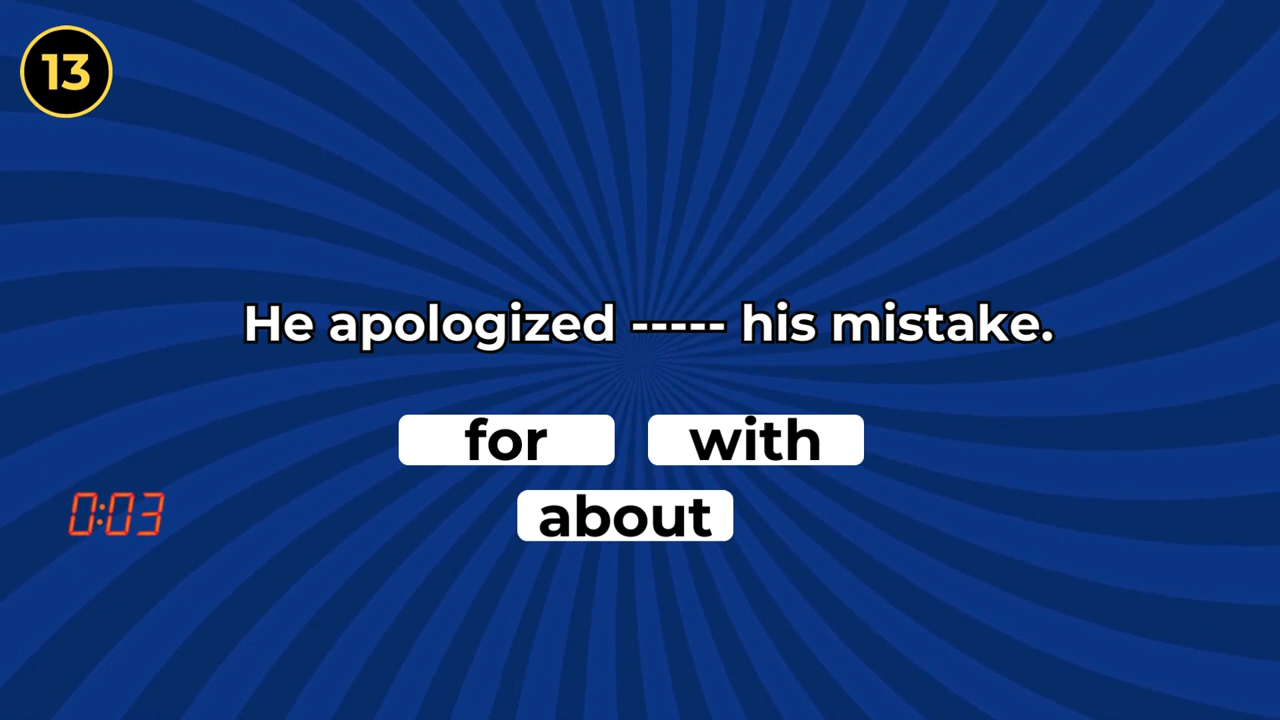 13
He apologized ----- his mistake.
for with
about
0:03